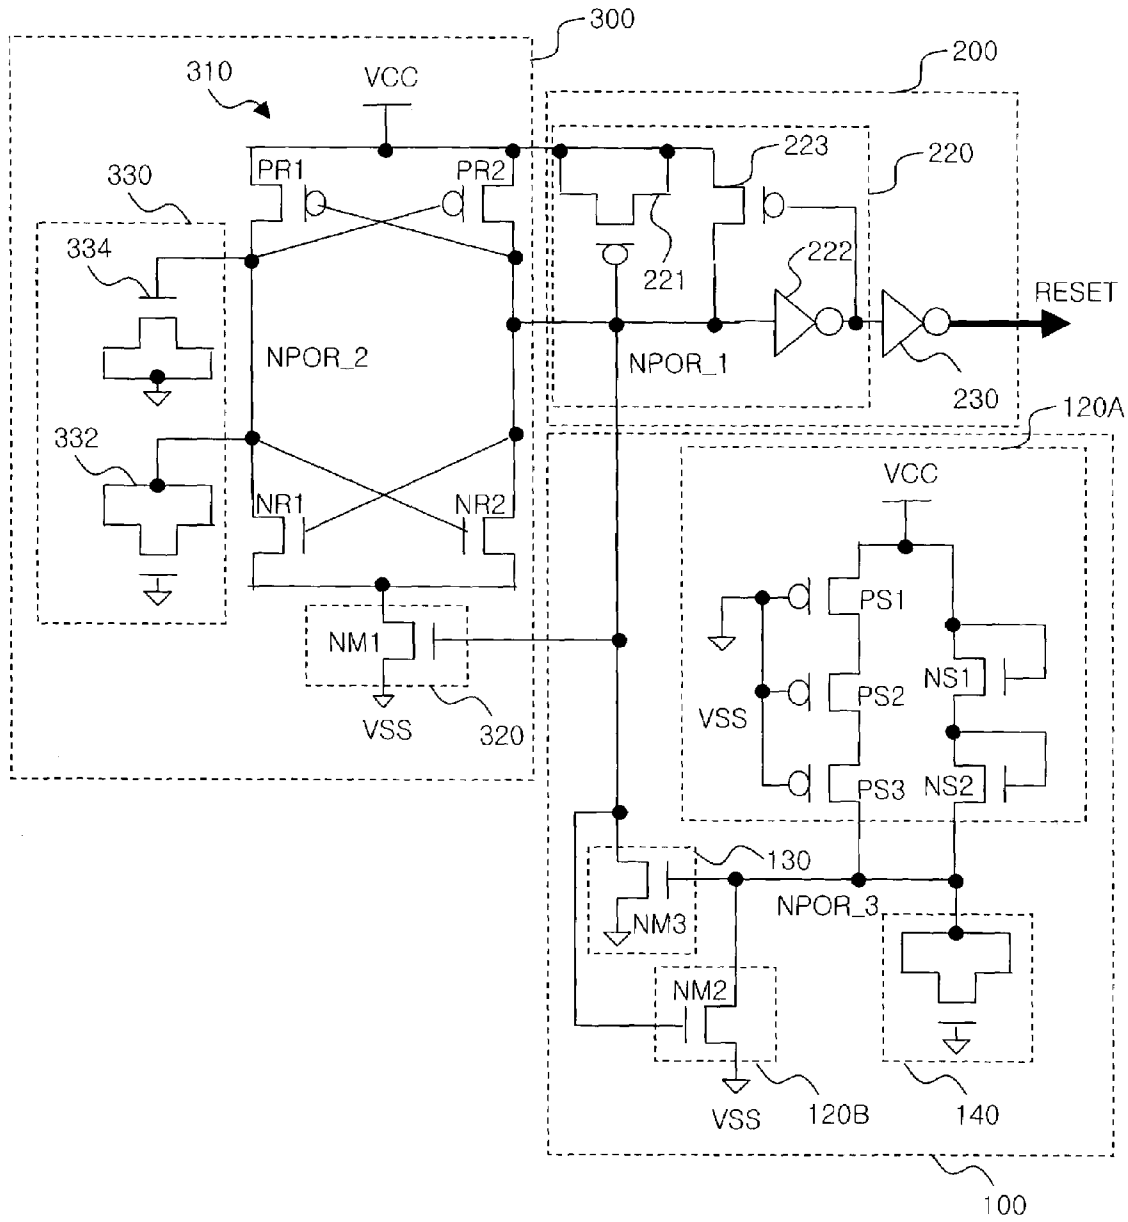 300
310
VCC
200
PR1
PR2
223
220
330
334
221
222
RESET
NPOR_2
NPOR_1
230
120A
332
VCC
NR1
NR2
PS1
NM1
NS1
PS2
VSS
VSS
320
PS3
NS2
130
NPOR_3
NM3
NM2
VSS
120B
140
100